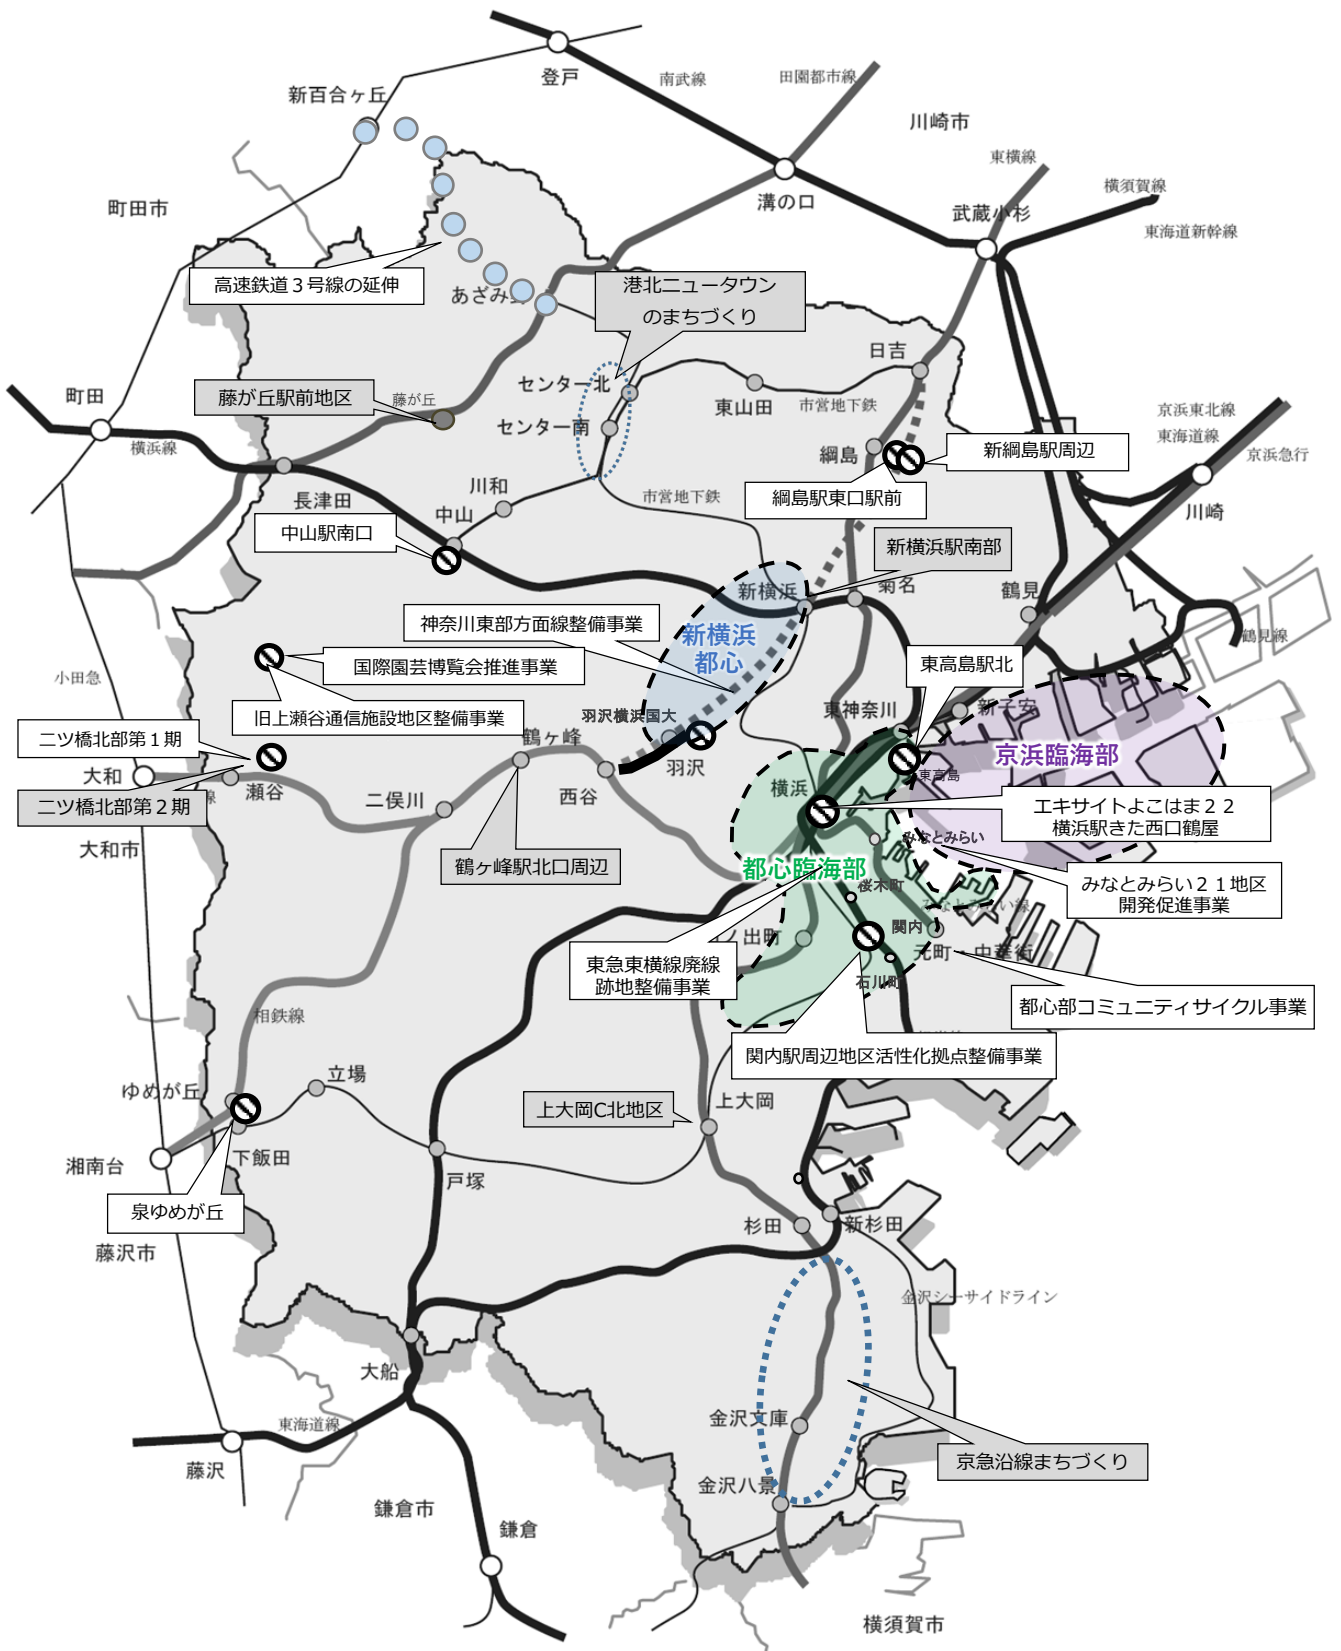 登戸
南武線
田園都市線
新百合ヶ丘
川崎市
東横線
横須賀線
町田市
溝の口
武蔵小杉
東海道新幹線
高速鉄道３号線の延伸
あざみ
港北ニュータウン
のまちづくり
日吉
センター北
藤が丘駅前地区
藤が丘
東山田
市営地下鉄
町田
横浜線
センター南
京浜東北線
東海道線
京浜急行
綱島
新綱島駅周辺
川和
長津田
市営地下鉄
綱島駅東口駅前
川崎
中山
中山駅南口
新横浜駅南部
新横浜
菊名
鶴見
神奈川東部方面線整備事業
新横浜
都心
鶴見線
国際園芸博覧会推進事業
東高島駅北
小田急
旧上瀬谷通信施設地区整備事業
羽沢横浜国大
東神奈川
新子安
二ツ橋北部第１期
鶴ヶ峰
京浜臨海部
大和
瀬谷
線
羽沢
東高島
二ツ橋北部第２期
二俣川
西谷
横浜
エキサイトよこはま２２
横浜駅きた西口鶴屋
大和市
鶴ヶ峰駅北口周辺
都心臨海部
みなとみらい
桜木町
みなとみらい２１地区
開発促進事業
みなとみらい線
ノ出町
関内
元町・中華街
東急東横線廃線
跡地整備事業
石川町
都心部コミュニティサイクル事業
相鉄線
関内駅周辺地区活性化拠点整備事業
立場
ゆめが丘
上大岡C北地区
上大岡
湘南台
下飯田
戸塚
泉ゆめが丘
杉田
新杉田
藤沢市
金沢シーサイドライン
大船
東海道線
金沢文庫
藤沢
京急沿線まちづくり
金沢八景
鎌倉市
鎌倉
横須賀市